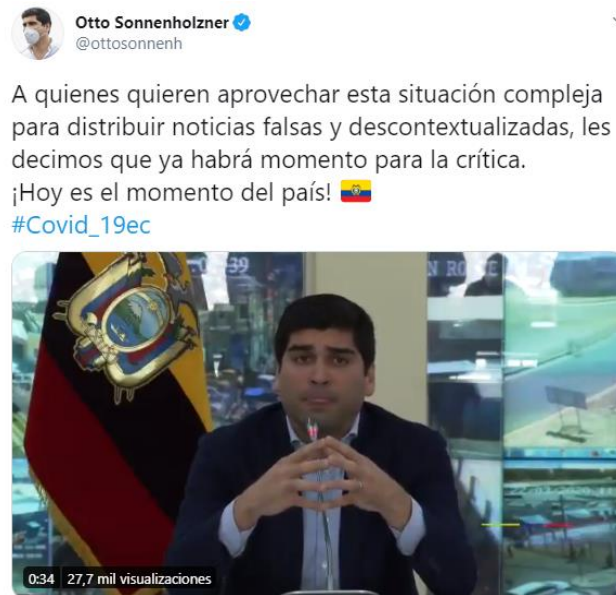 Otto Sonnenholzner
@ottosonnenh
A quienes quieren aprovechar esta situación compleja
para distribuir noticias falsas y descontextualizadas, les
decimos que ya habrá momento para la crítica.
¡Hoy es el momento del país!
#Covid_19ec
0:34 27,7 mil visualizaciones